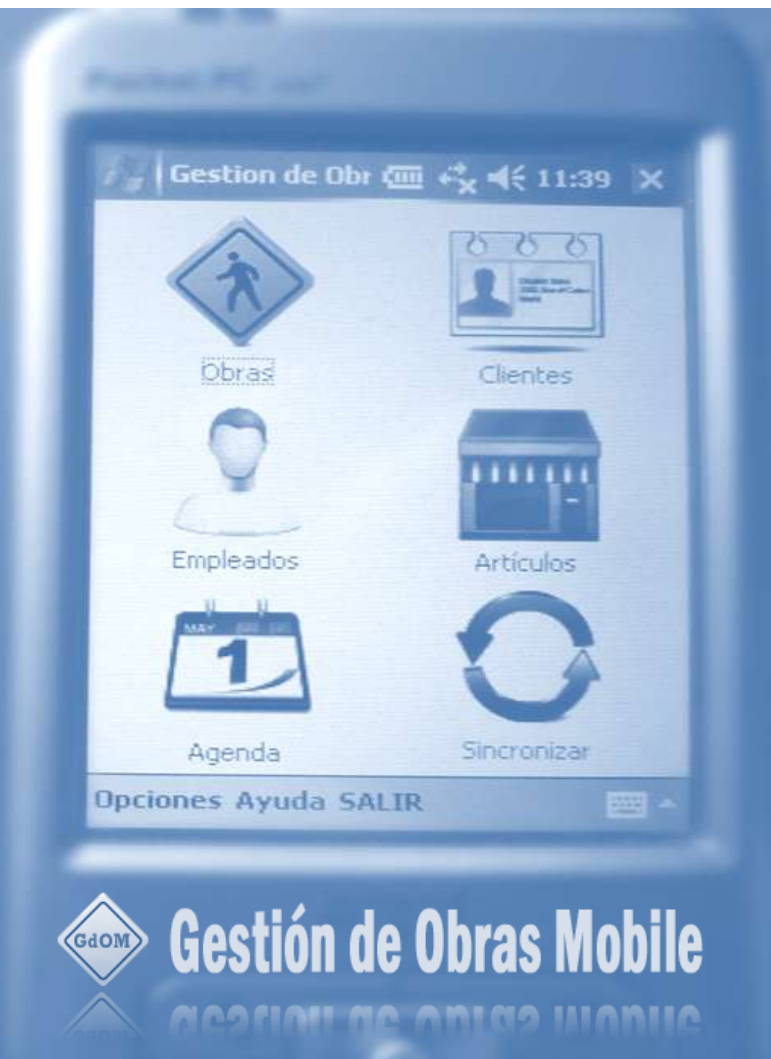 Pocket PC
Gestion de Obr 11:39
Obras
Clientes
Empleados
Artículos
MAY
1
Agenda
Sincronizar
Opciones Ayuda SALIR
GdOM
Gestión de Obras Mobile